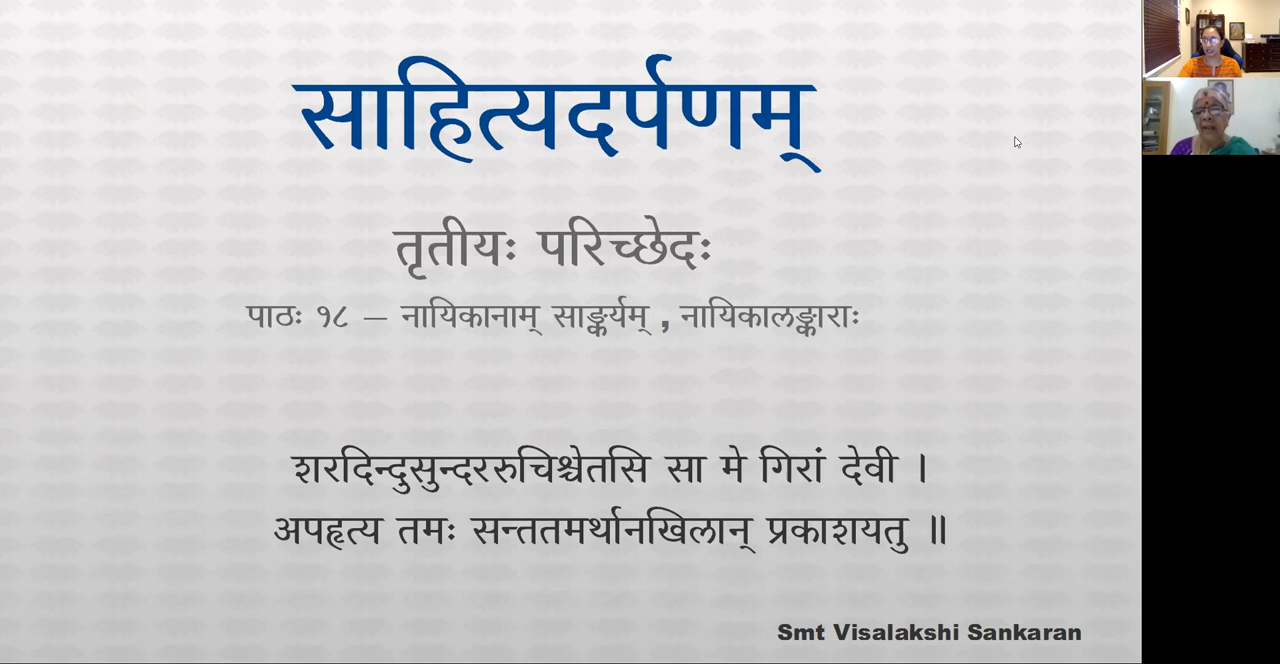 साहित्यदर्पणम्
तृतीयः परिच्छेदः
पाठः १८ – नायिकानाम् साङ्कर्यम् , नायिकालङ्काराः
शरदिन्दुसुन्दररुचिश्चेतसि सा मे गिरां देवी ।
अपहृत्य तमः सन्ततमर्थानखिलान् प्रकाशयतु ॥
Smt Visalakshi Sankaran